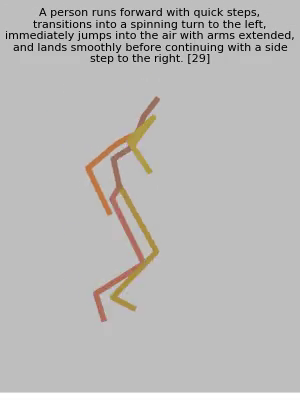 A person runs forward with quick steps,
transitions into a spinning turn to the left,
immediately jumps into the air with arms extended,
and lands smoothly before continuing with a side
step to the right. [29]